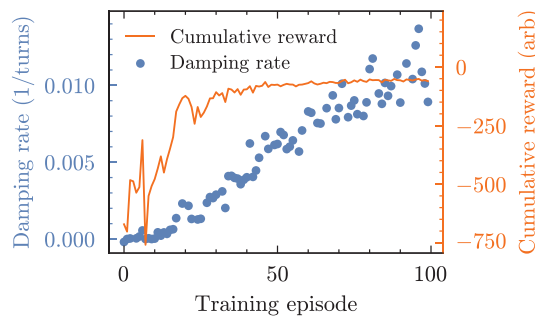 Cumulative reward
Damping rate
Damping rate (1/turns)
0.010
0.005
0.000
0
−250
−500
−750
Cumulative reward (arb)
0
50
100
Training episode